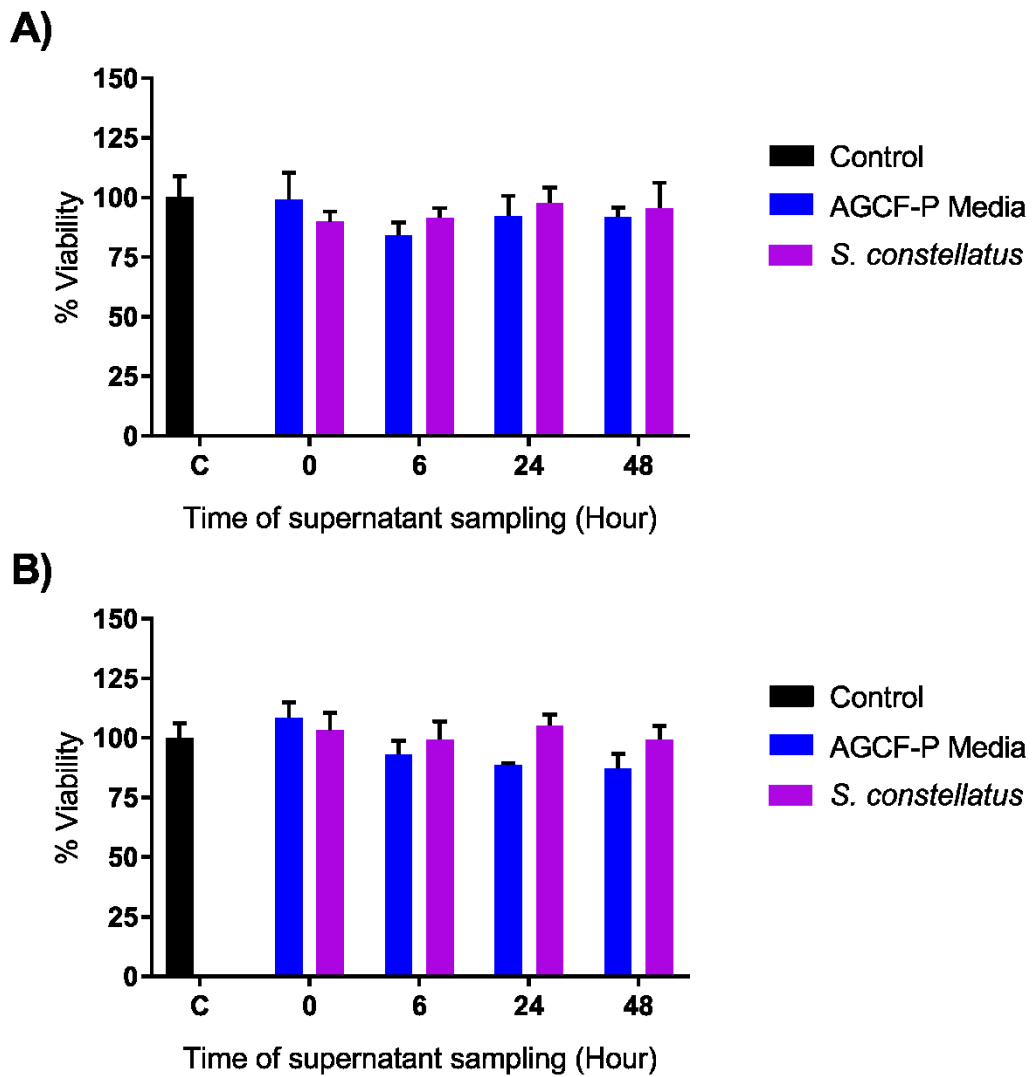 A)
% Viability
150
125
100
75
50
25
0
C 0 6 24 48
Time of supernatant sampling (Hour)
Control
AGCF-P Media
S. constellatus
B)
% Viability
150
125
100
75
50
25
0
C 0 6 24 48
Time of supernatant sampling (Hour)
Control
AGCF-P Media
S. constellatus